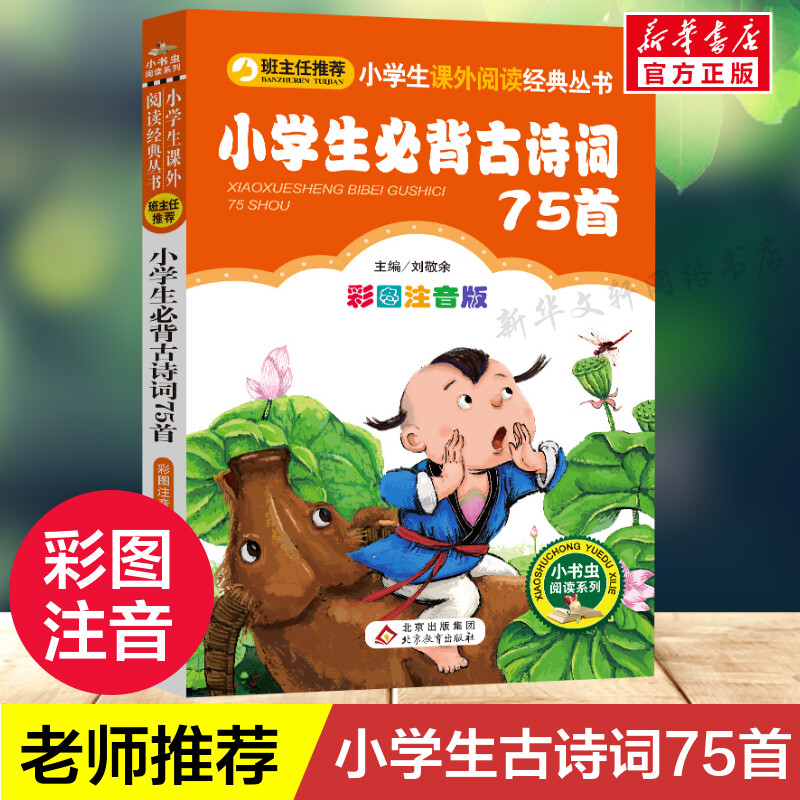 新华书店
官方正版
小书虫
阅读系列
小学生课外
阅读经典丛书
班主任
推荐
小学生必背古诗词75首
彩图注音
班主任推荐
BANZHUREN TUIJIAN
小学生课外阅读经典丛书
小学生必背古诗词
75首
XIAOXUESHENG BIBEI GUSHICI
75 SHOU
主编/刘敬余
彩图注音版
新华文轩网络书店
XIAOSHUCHONG YUEDU XILIE
小书虫
阅读系列
北京出版集团
北京教育出版社
彩图
注音
老师推荐
小学生古诗词75首